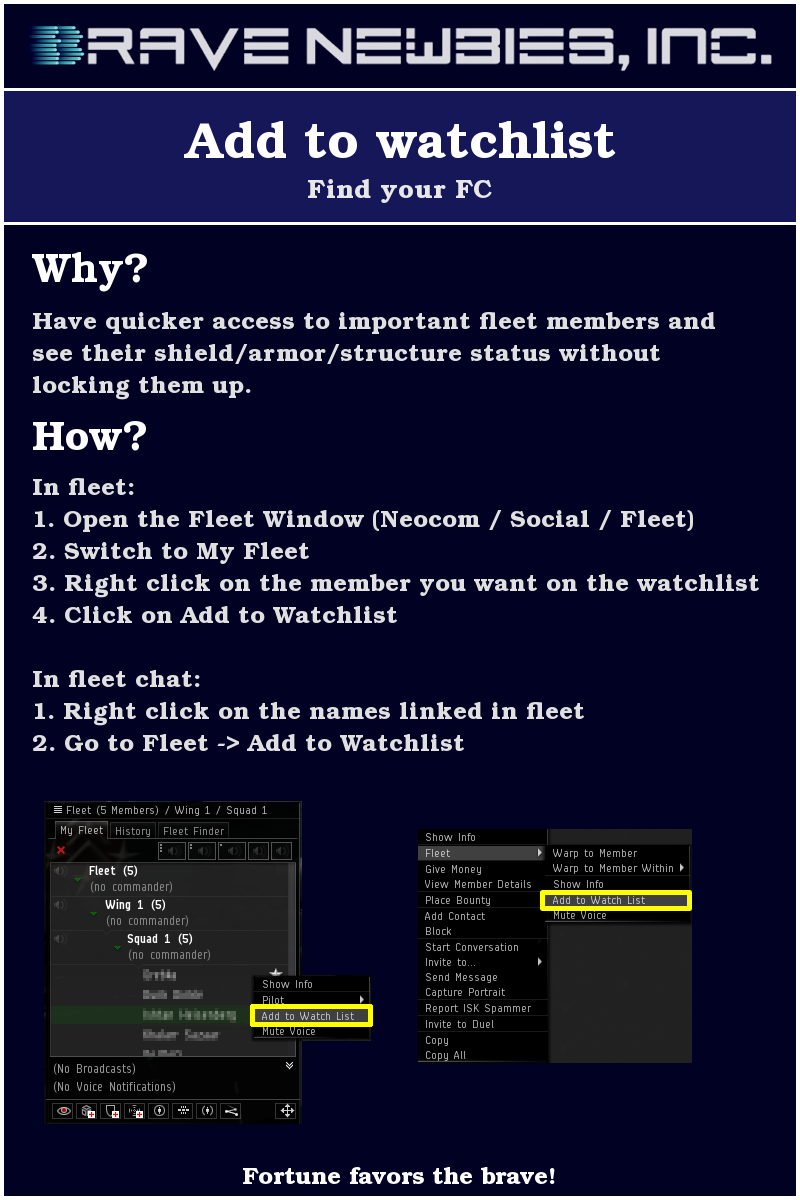 BRAVE NEWBIES, INC.
Add to watchlist
Find your FC
Why?
Have quicker access to important fleet members and
see their shield/armor/structure status without
locking them up.
How?
In fleet:
1. Open the Fleet Window (Neocom / Social / Fleet)
2. Switch to My Fleet
3. Right click on the member you want on the watchlist
4. Click on Add to Watchlist
In fleet chat:
1. Right click on the names linked in fleet
2. Go to Fleet -> Add to Watchlist
Fleet (5 Members) / Wing 1 / Squad 1
My Fleet History Fleet Finder
Fleet (5)
(no commander)
Wing 1 (5)
(no commander)
Squad 1 (5)
(no commander)
Show Info
Pilot
Add to Watch List
Mute Voice
(No Broadcasts)
(No Voice Notifications)
Show Info
Fleet
Give Money
View Member Details
Place Bounty
Add Contact
Block
Start Conversation
Invite to...
Send Message
Capture Portrait
Report ISK Spammer
Invite to Duel
Copy
Copy All
Warp to Member
Warp to Member Within
Show Info
Add to Watch List
Mute Voice
Fortune favors the brave!